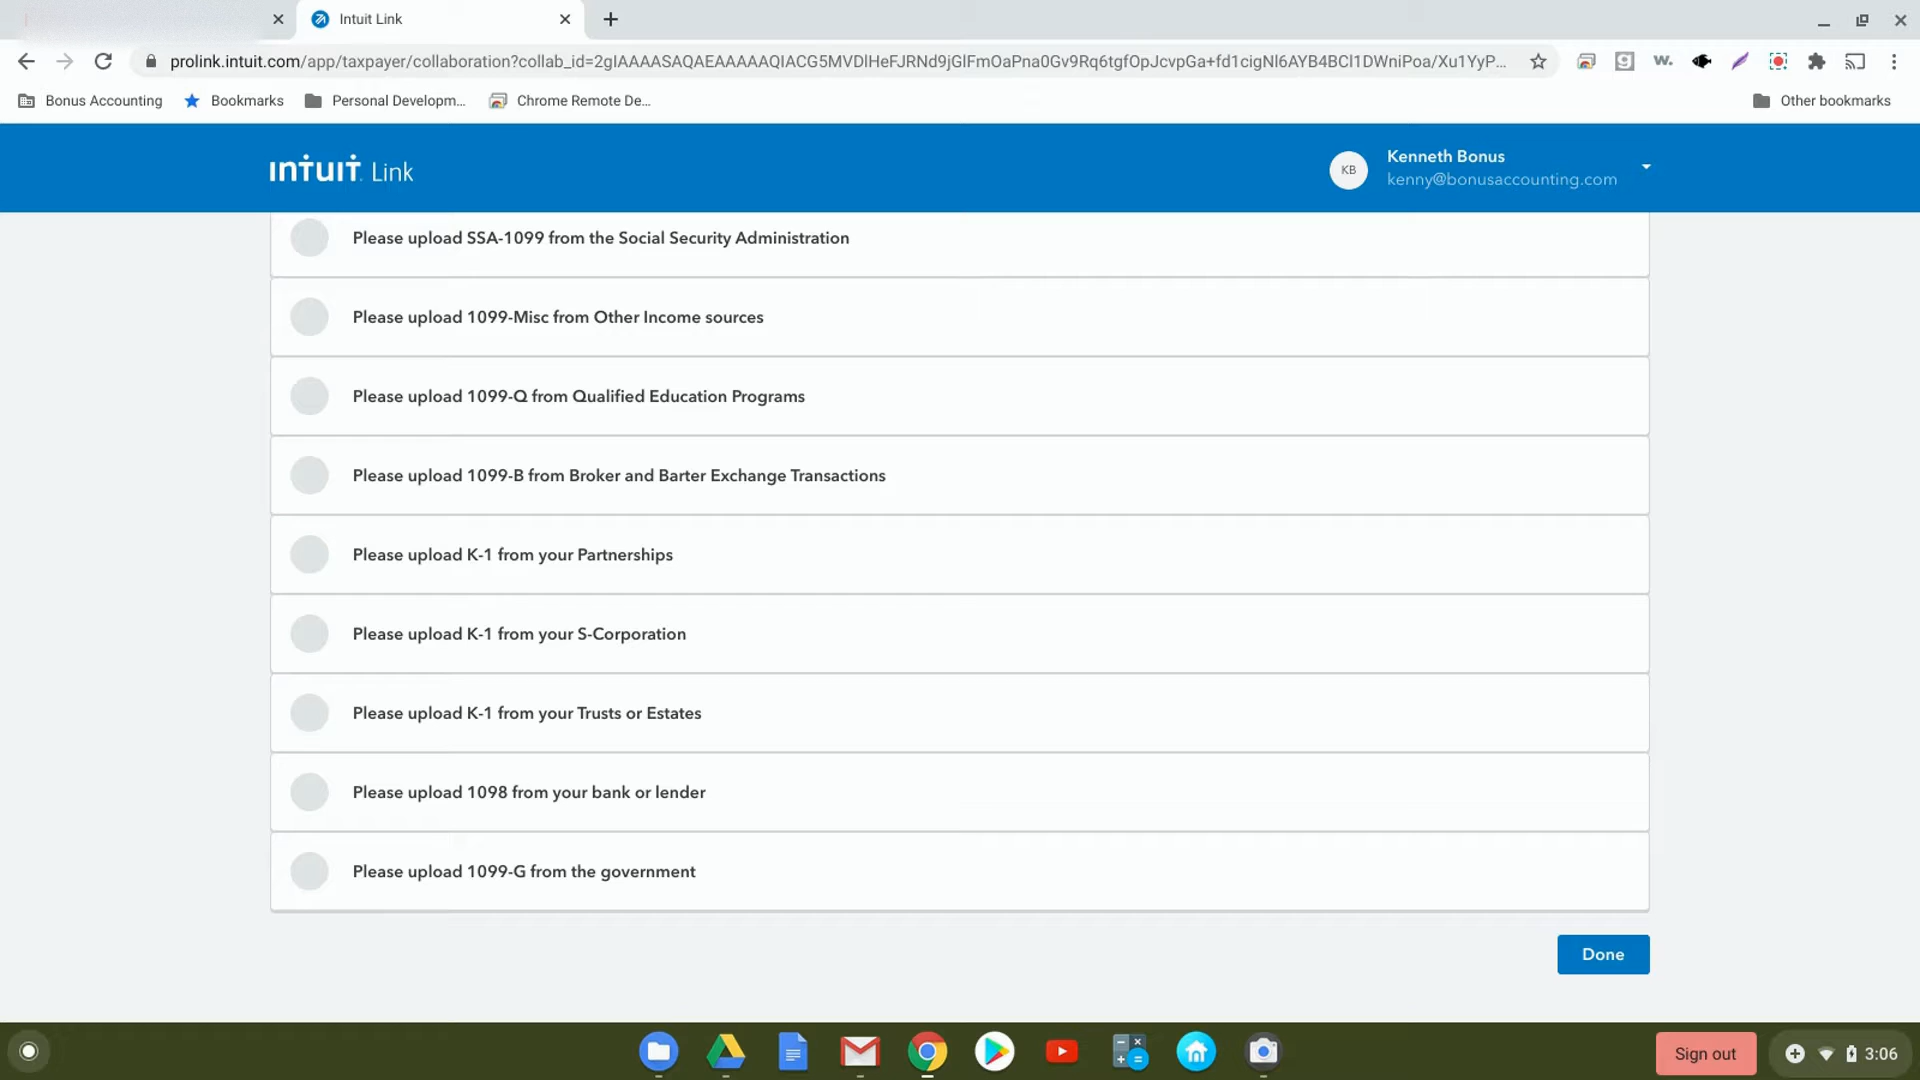 Intuit Link
prolink.intuit.com/app/taxpayer/collaboration?collab_id=2gIAAAASAQAEAAAAAQIACG5MVDlHeFJRNd9jGlFmOaPna0Gv9Rq6tgfOpJcvpGa+fd1cigNl6AYB4BCl1DWniPoa/Xu1YyP...
w.
Bonus Accounting
Bookmarks
Personal Developm...
Chrome Remote De...
Other bookmarks
intuit Link
KB
Kenneth Bonus
kenny@bonusaccounting.com
Please upload SSA-1099 from the Social Security Administration
Please upload 1099-Misc from Other Income sources
Please upload 1099-Q from Qualified Education Programs
Please upload 1099-B from Broker and Barter Exchange Transactions
Please upload K-1 from your Partnerships
Please upload K-1 from your S-Corporation
Please upload K-1 from your Trusts or Estates
Please upload 1098 from your bank or lender
Please upload 1099-G from the government
Done
Sign out
3:06